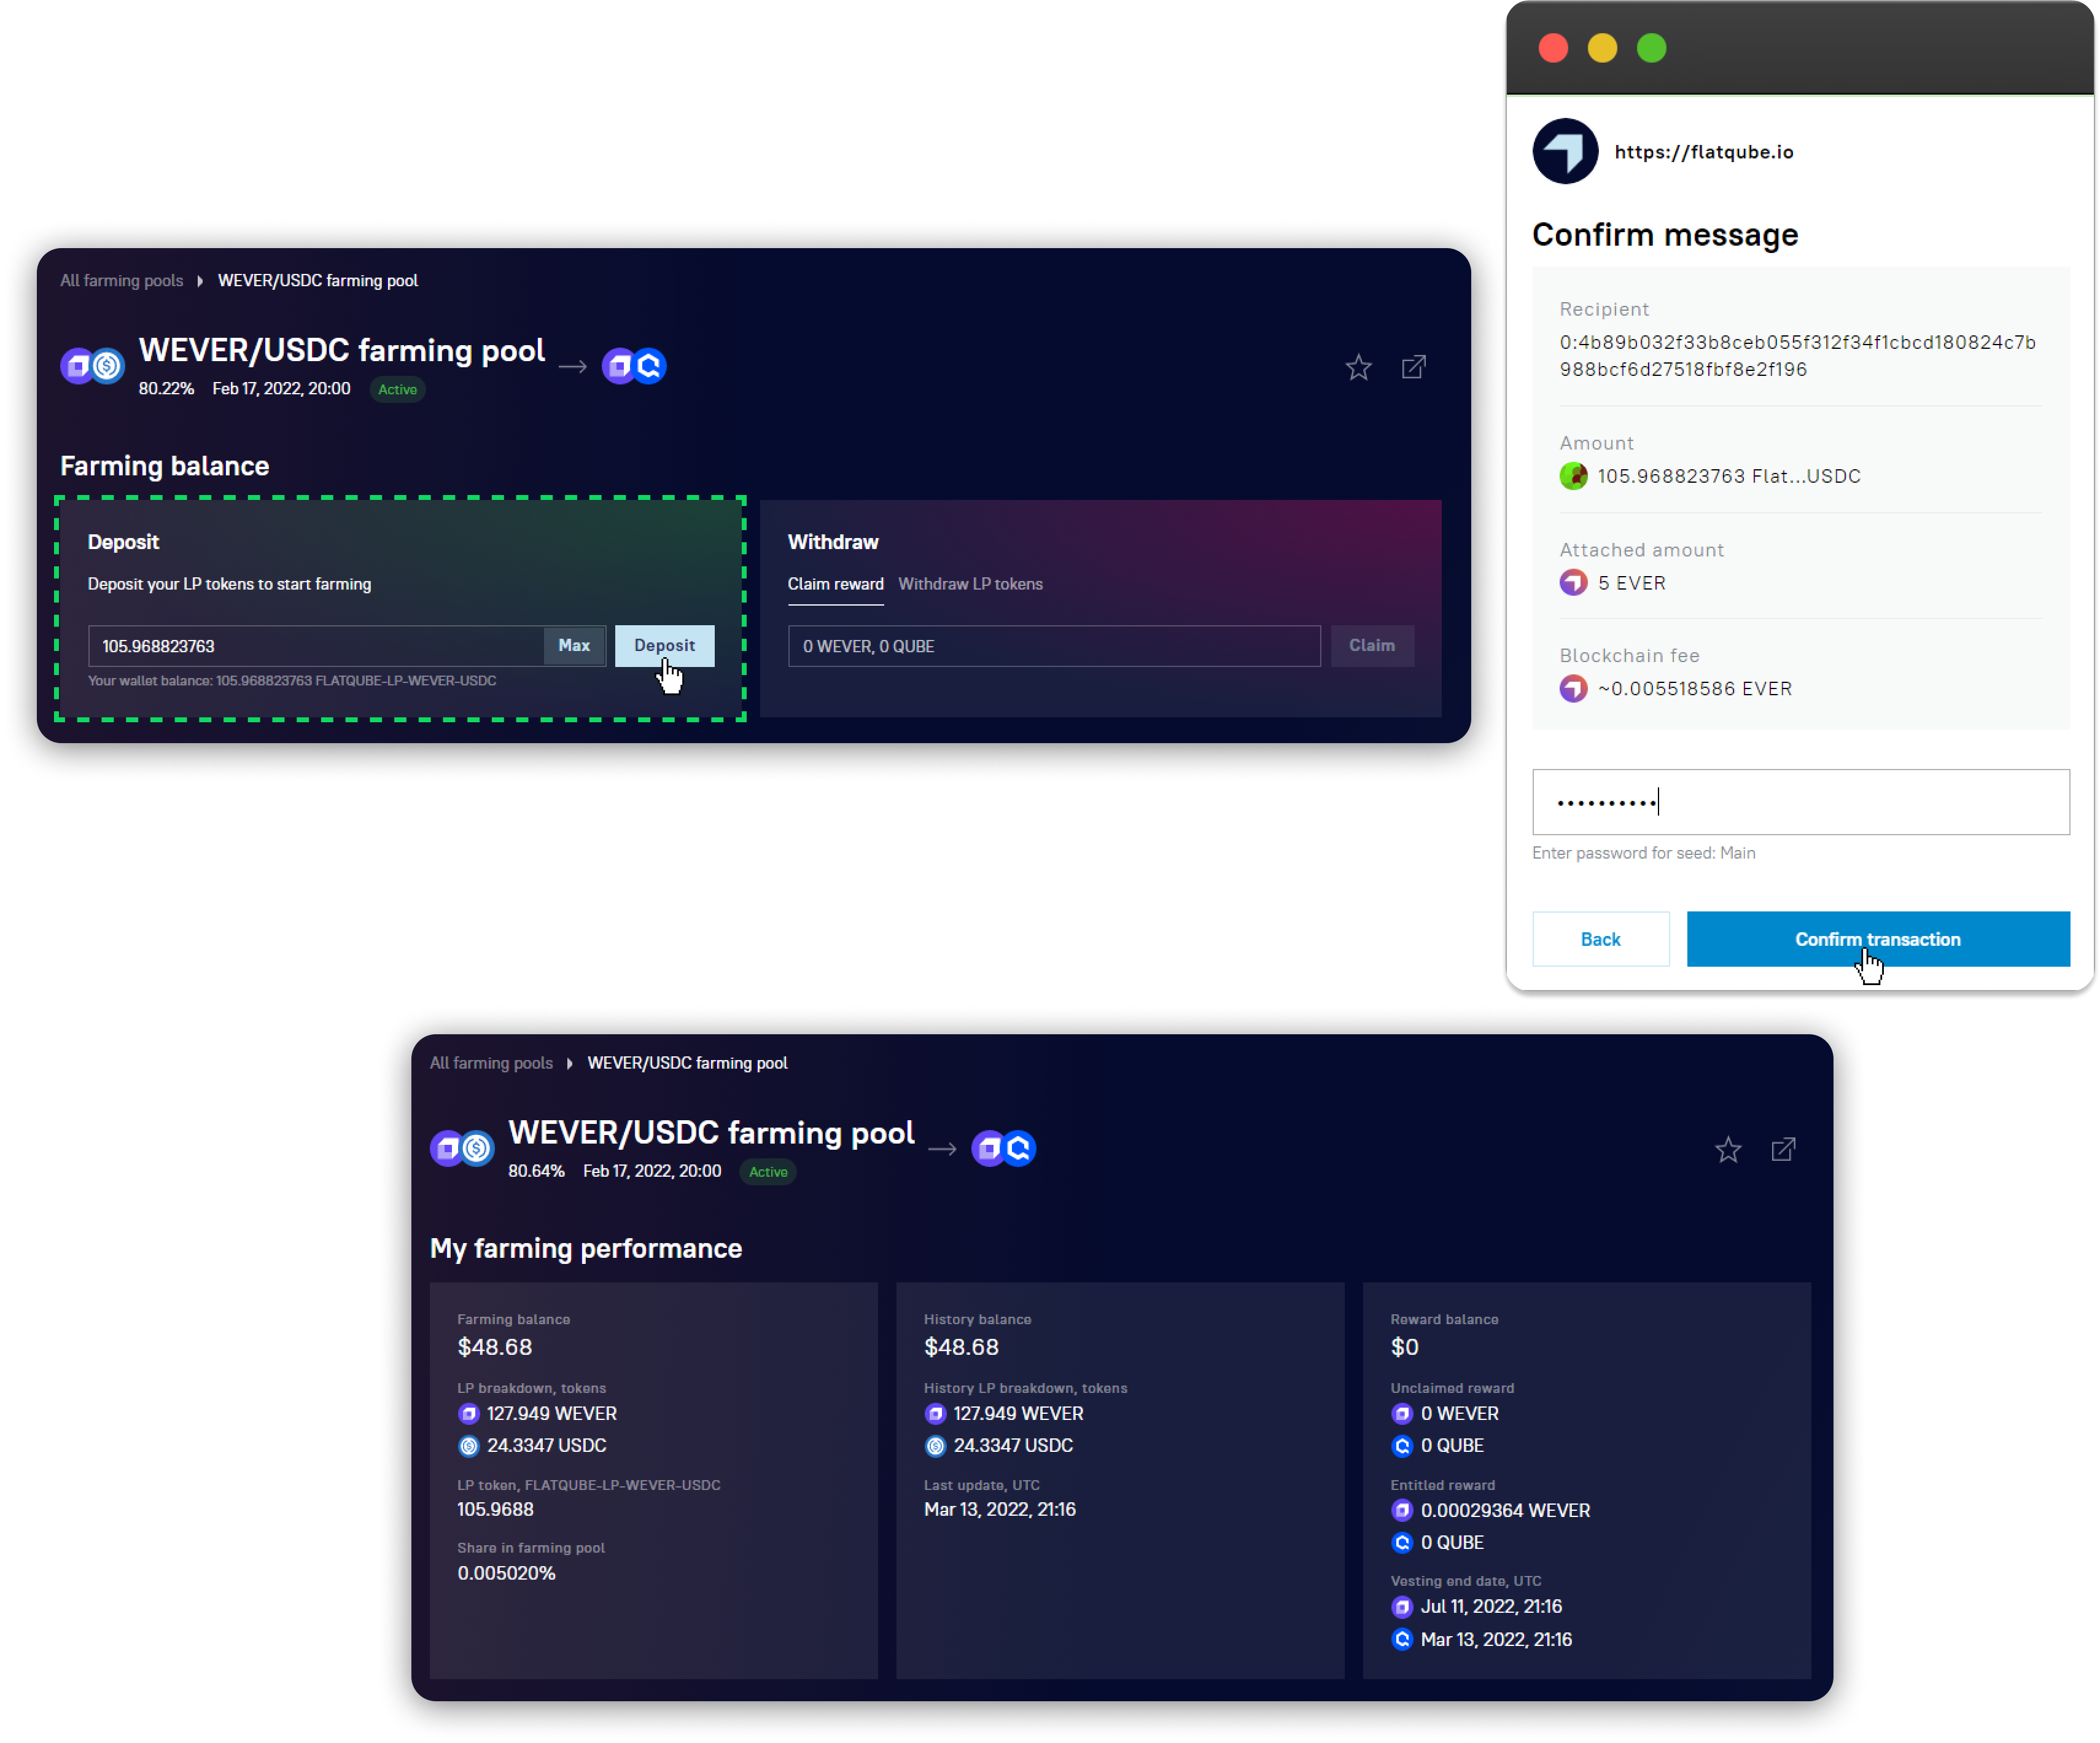 All farming pools WEVER/USDC farming pool
WEVER/USDC farming pool
80.22% Feb 17, 2022, 20:00 Active
Farming balance
Deposit
Deposit your LP tokens to start farming
105.968823763 Max Deposit
Your wallet balance: 105.968823763 FLATQUBE-LP-WEVER-USDC
Withdraw
Claim reward Withdraw LP tokens
0 WEVER, 0 QUBE Claim
https://flatqube.io
Confirm message
Recipient
0:4b89b032f33b8ceb055f312f34f1cbcd180824c7b
988bcf6d27518fbf8e2f196
Amount
105.968823763 Flat...USDC
Attached amount
5 EVER
Blockchain fee
~0.005518586 EVER
Enter password for seed: Main
Back Confirm transaction
All farming pools WEVER/USDC farming pool
WEVER/USDC farming pool
80.64% Feb 17, 2022, 20:00 Active
My farming performance
Farming balance
$48.68
LP breakdown, tokens
127.949 WEVER
24.3347 USDC
LP token, FLATQUBE-LP-WEVER-USDC
105.9688
Share in farming pool
0.005020%
History balance
$48.68
History LP breakdown, tokens
127.949 WEVER
24.3347 USDC
Last update, UTC
Mar 13, 2022, 21:16
Reward balance
$0
Unclaimed reward
0 WEVER
0 QUBE
Entitled reward
0.00029364 WEVER
0 QUBE
Vesting end date, UTC
Jul 11, 2022, 21:16
Mar 13, 2022, 21:16